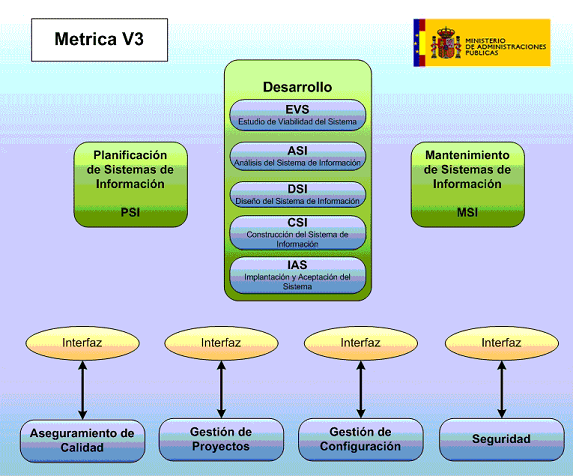 Metrica V3
MINISTERIO
DE ADMINISTRACIONES
PÚBLICAS
Desarrollo
EVS
Estudio de Viabilidad del Sistema
ASI
Análisis del Sistema de Información
DSI
Diseño del Sistema de Información
CSI
Construcción del Sistema de
Información
IAS
Implantación y Aceptación del
Sistema
Planificación
de Sistemas de
Información
PSI
Mantenimiento
de Sistemas de
Información
MSI
Interfaz
Interfaz
Interfaz
Interfaz
Aseguramiento de
Calidad
Gestión de
Proyectos
Gestión de
Configuración
Seguridad